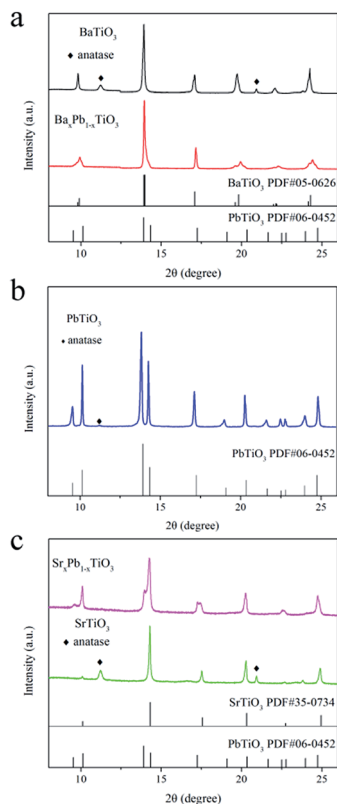 a
BaTiO₃
♦ anatase
BaₓPb₁₋ₓTiO₃
BaTiO₃ PDF#05-0626
PbTiO₃ PDF#06-0452
Intensity (a.u.)
10 15 20 25
2θ (degree)
b
PbTiO₃
♦ anatase
PbTiO₃ PDF#06-0452
Intensity (a.u.)
10 15 20 25
2θ (degree)
c
SrₓPb₁₋ₓTiO₃
SrTiO₃
♦ anatase
SrTiO₃ PDF#35-0734
PbTiO₃ PDF#06-0452
Intensity (a.u.)
10 15 20 25
2θ (degree)